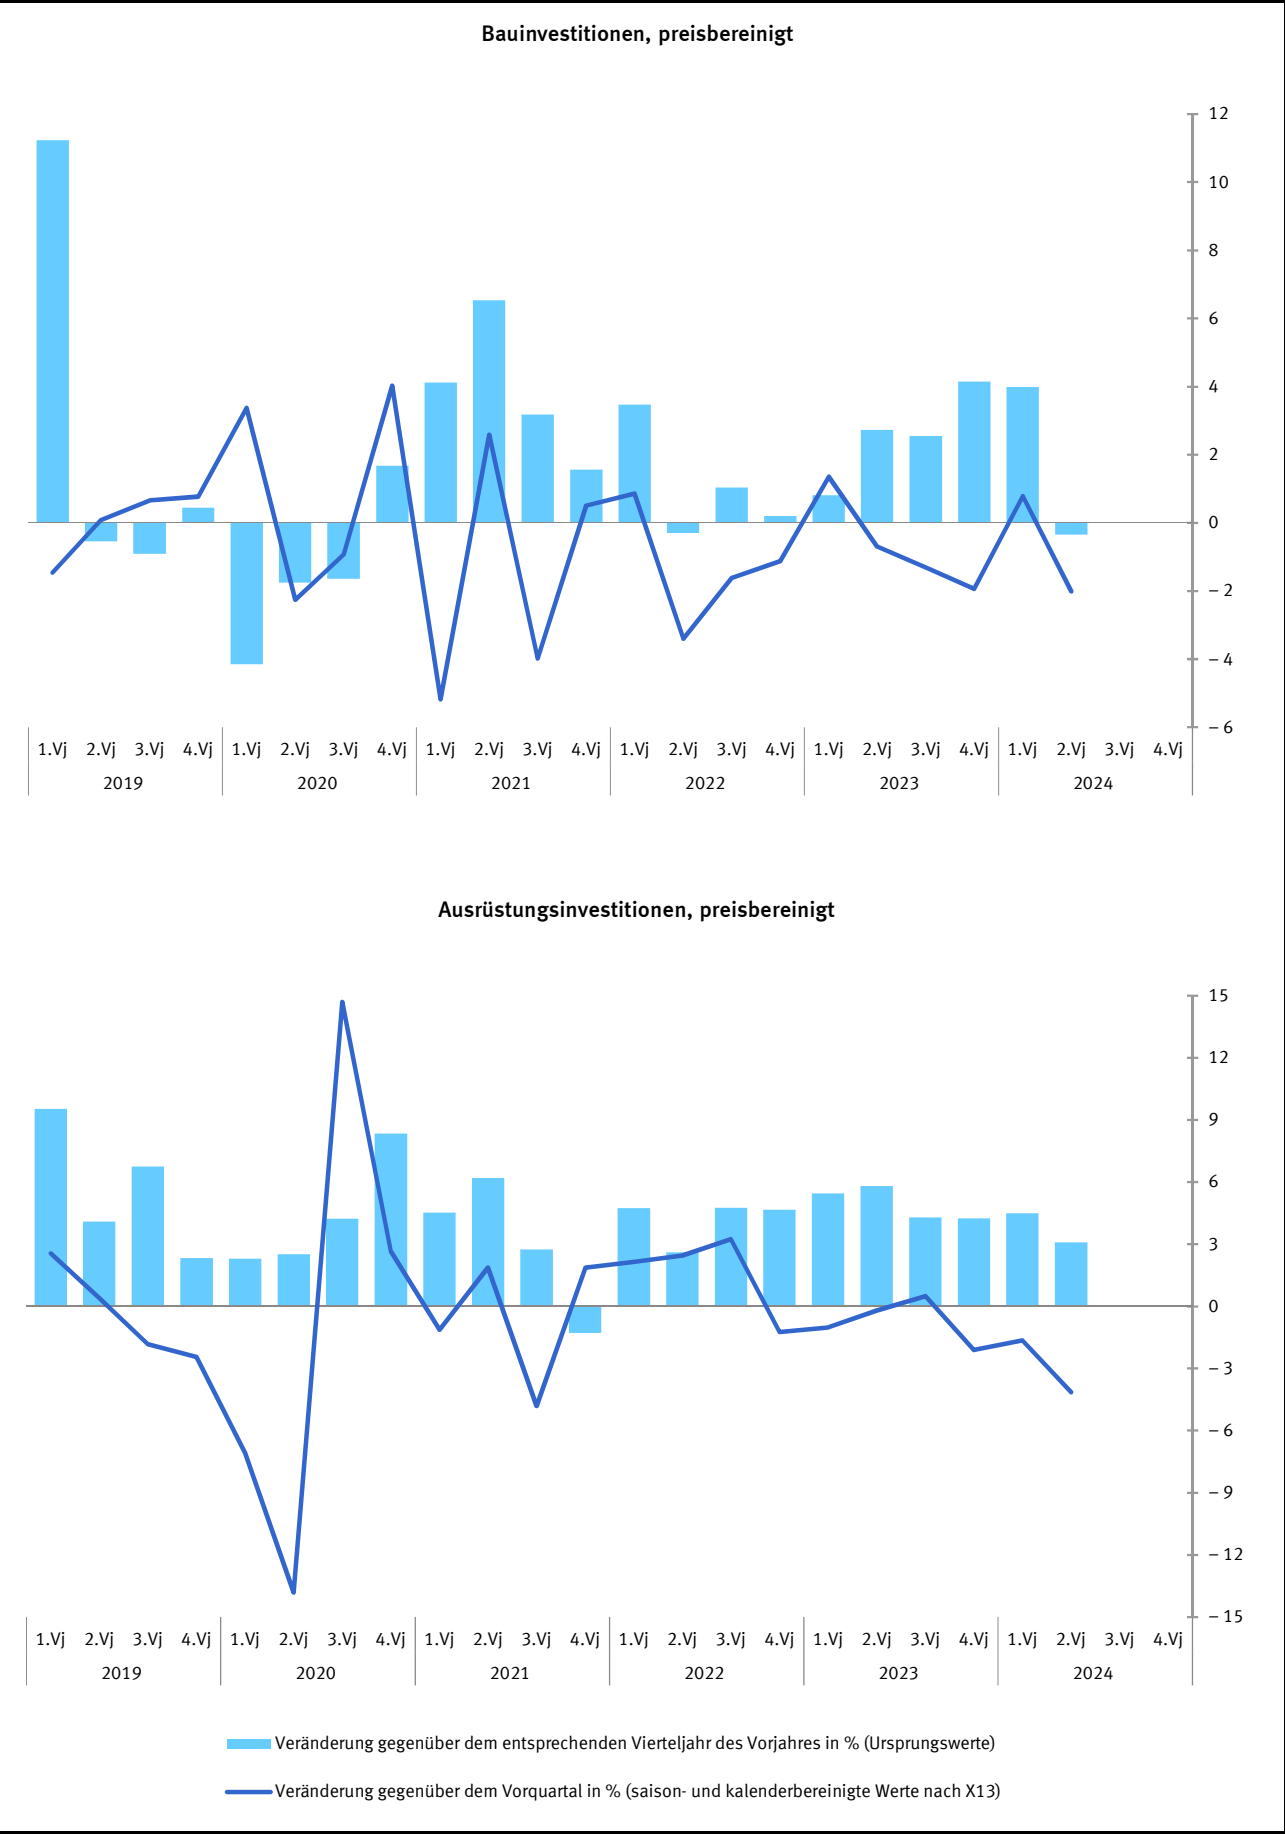 Bauinvestitionen, preisbereinigt
12
10
8
6
4
2
0
– 2
– 4
– 6
1.Vj 2.Vj 3.Vj 4.Vj 1.Vj 2.Vj 3.Vj 4.Vj 1.Vj 2.Vj 3.Vj 4.Vj 1.Vj 2.Vj 3.Vj 4.Vj 1.Vj 2.Vj 3.Vj 4.Vj 1.Vj 2.Vj 3.Vj 4.Vj
2019 2020 2021 2022 2023 2024
Ausrüstungsinvestitionen, preisbereinigt
15
12
9
6
3
0
– 3
– 6
– 9
– 12
– 15
1.Vj 2.Vj 3.Vj 4.Vj 1.Vj 2.Vj 3.Vj 4.Vj 1.Vj 2.Vj 3.Vj 4.Vj 1.Vj 2.Vj 3.Vj 4.Vj 1.Vj 2.Vj 3.Vj 4.Vj 1.Vj 2.Vj 3.Vj 4.Vj
2019 2020 2021 2022 2023 2024
Veränderung gegenüber dem entsprechenden Vierteljahr des Vorjahres in % (Ursprungswerte)
Veränderung gegenüber dem Vorquartal in % (saison- und kalenderbereinigte Werte nach X13)